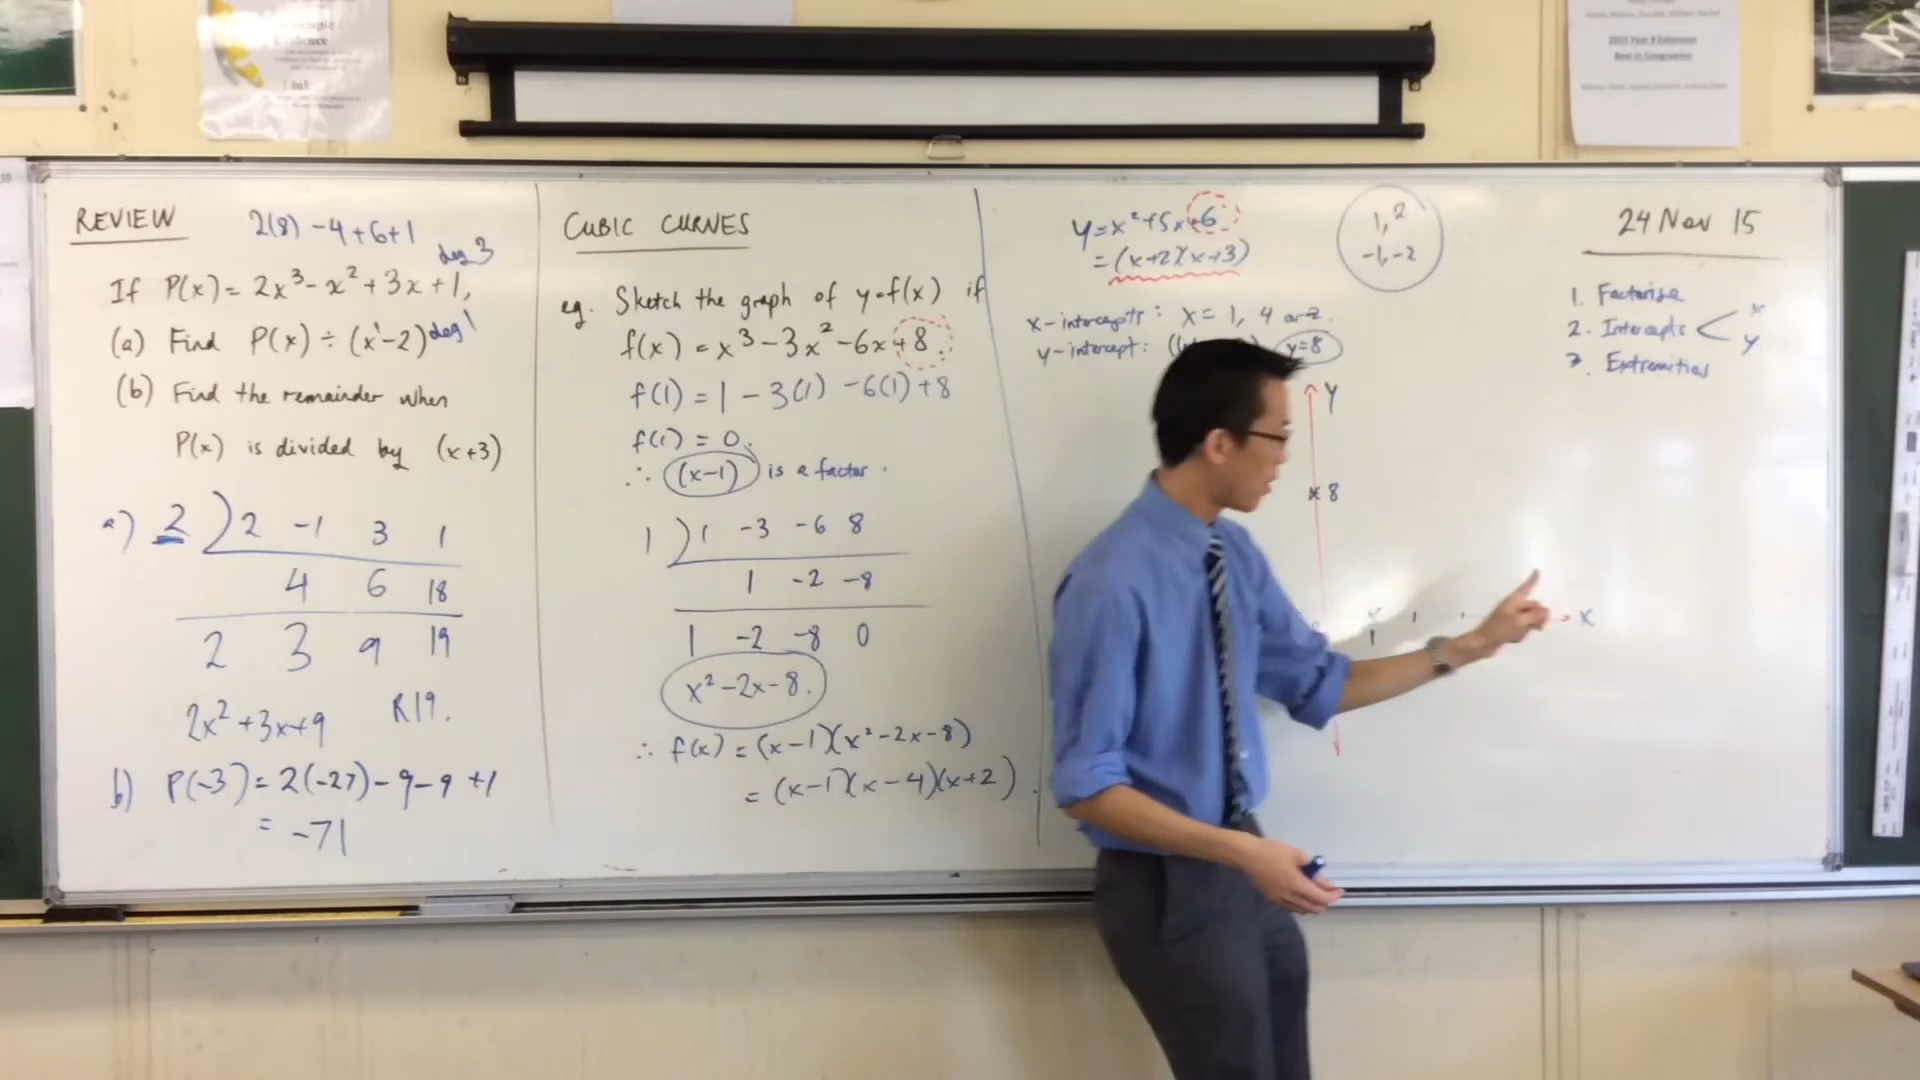 REVIEW
2(8) -4+6+1
deg 3
If P(x) = 2x³ - x² + 3x + 1,
(a) Find P(x) ÷ (x¹-2) deg 1
(b) Find the remainder when
P(x) is divided by (x+3)
a) 2 ) 2 -1 3 1
4 6 18
2 3 9 19
2x² + 3x + 9 R19.
b) P(-3) = 2(-27) - 9 - 9 + 1
= -71
CUBIC CURVES
eg. Sketch the graph of y=f(x) if
f(x) = x³ - 3x² - 6x + 8.
f(1) = 1 - 3(1) - 6(1) + 8
f(1) = 0.
∴ (x-1) is a factor.
1 ) 1 -3 -6 8
1 -2 -8
1 -2 -8 0
x² - 2x - 8.
∴ f(x) = (x-1)(x² - 2x - 8)
= (x-1)(x-4)(x+2).
y = x² + 5x + 6
= (x+2)(x+3)
1, 2
-1, -2
x-intercepts: x = 1, 4 or -2.
y-intercept: y=8
Y
8
x
1
24 Nov 15
1. Factorise
2. Intercepts < x
y
3. Extremities
2015 Year 8 Extension